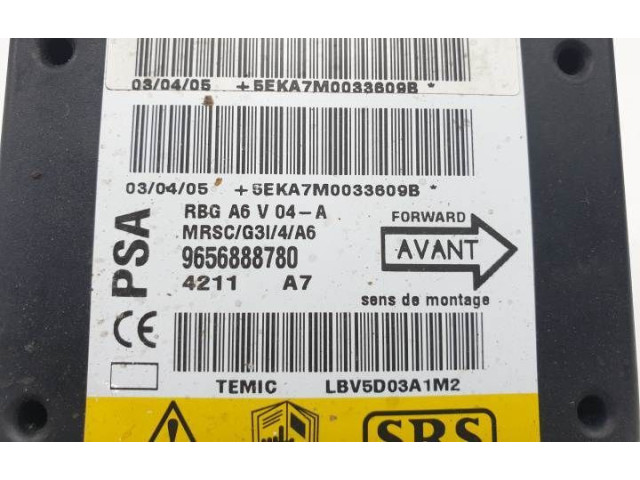 03/04/05 +5EKA7M0033609B*
03/04/05 +5EKA7M0033609B*
PSA
RBG A6 V 04-A
MRSC/G3I/4/A6
9656888780
4211 A7
FORWARD
AVANT
sens de montage
CE
TEMIC LBV5D03A1M2
SRS